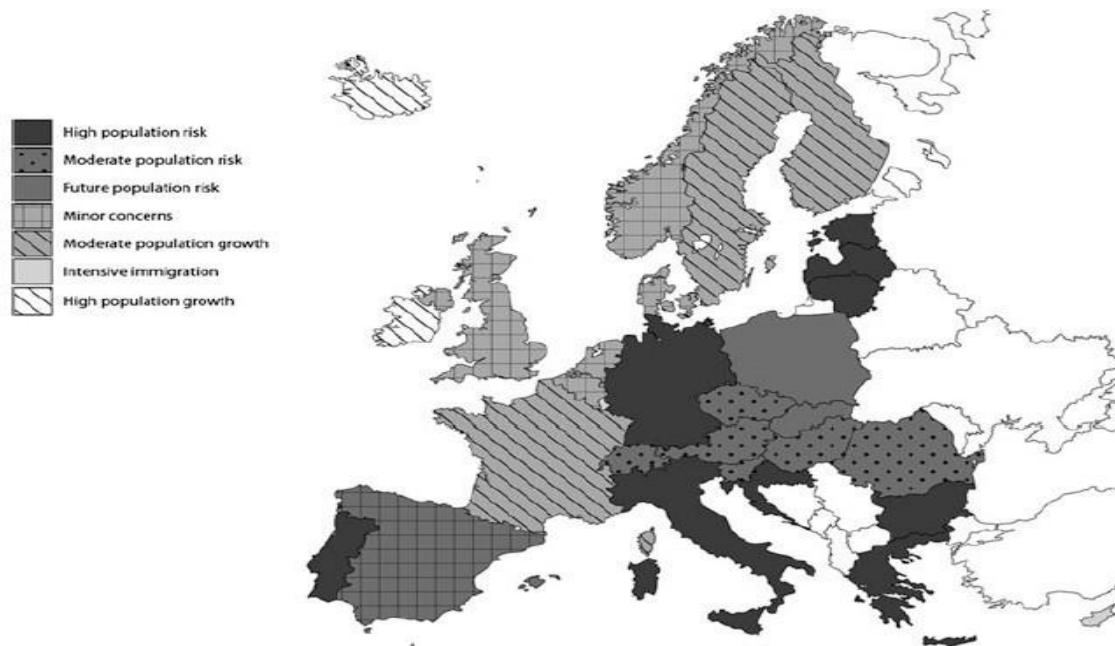 High population risk
Moderate population risk
Future population risk
Minor concerns
Moderate population growth
Intensive immigration
High population growth